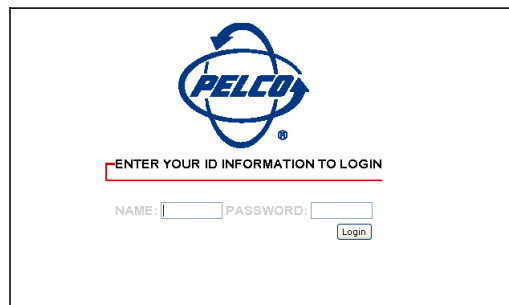 PELCO
®
ENTER YOUR ID INFORMATION TO LOGIN
NAME: PASSWORD:
Login